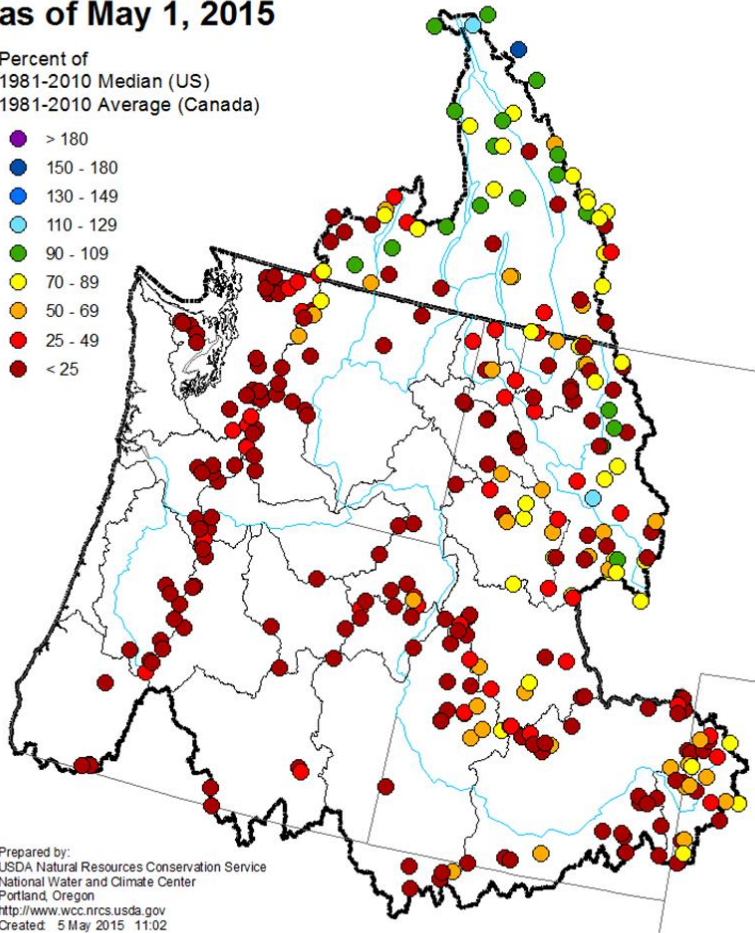 as of May 1, 2015
Percent of
1981-2010 Median (US)
1981-2010 Average (Canada)
> 180
150 - 180
130 - 149
110 - 129
90 - 109
70 - 89
50 - 69
25 - 49
< 25
Prepared by:
USDA Natural Resources Conservation Service
National Water and Climate Center
Portland, Oregon
http://www.wcc.nrcs.usda.gov
Created: 5 May 2015 11:02